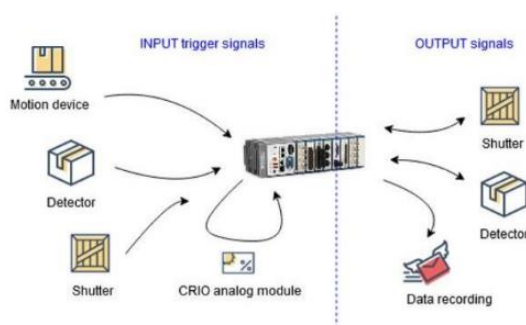 INPUT trigger signals
OUTPUT signals
Motion device
Shutter
Detector
Detector
Shutter
CRIO analog module
Data recording